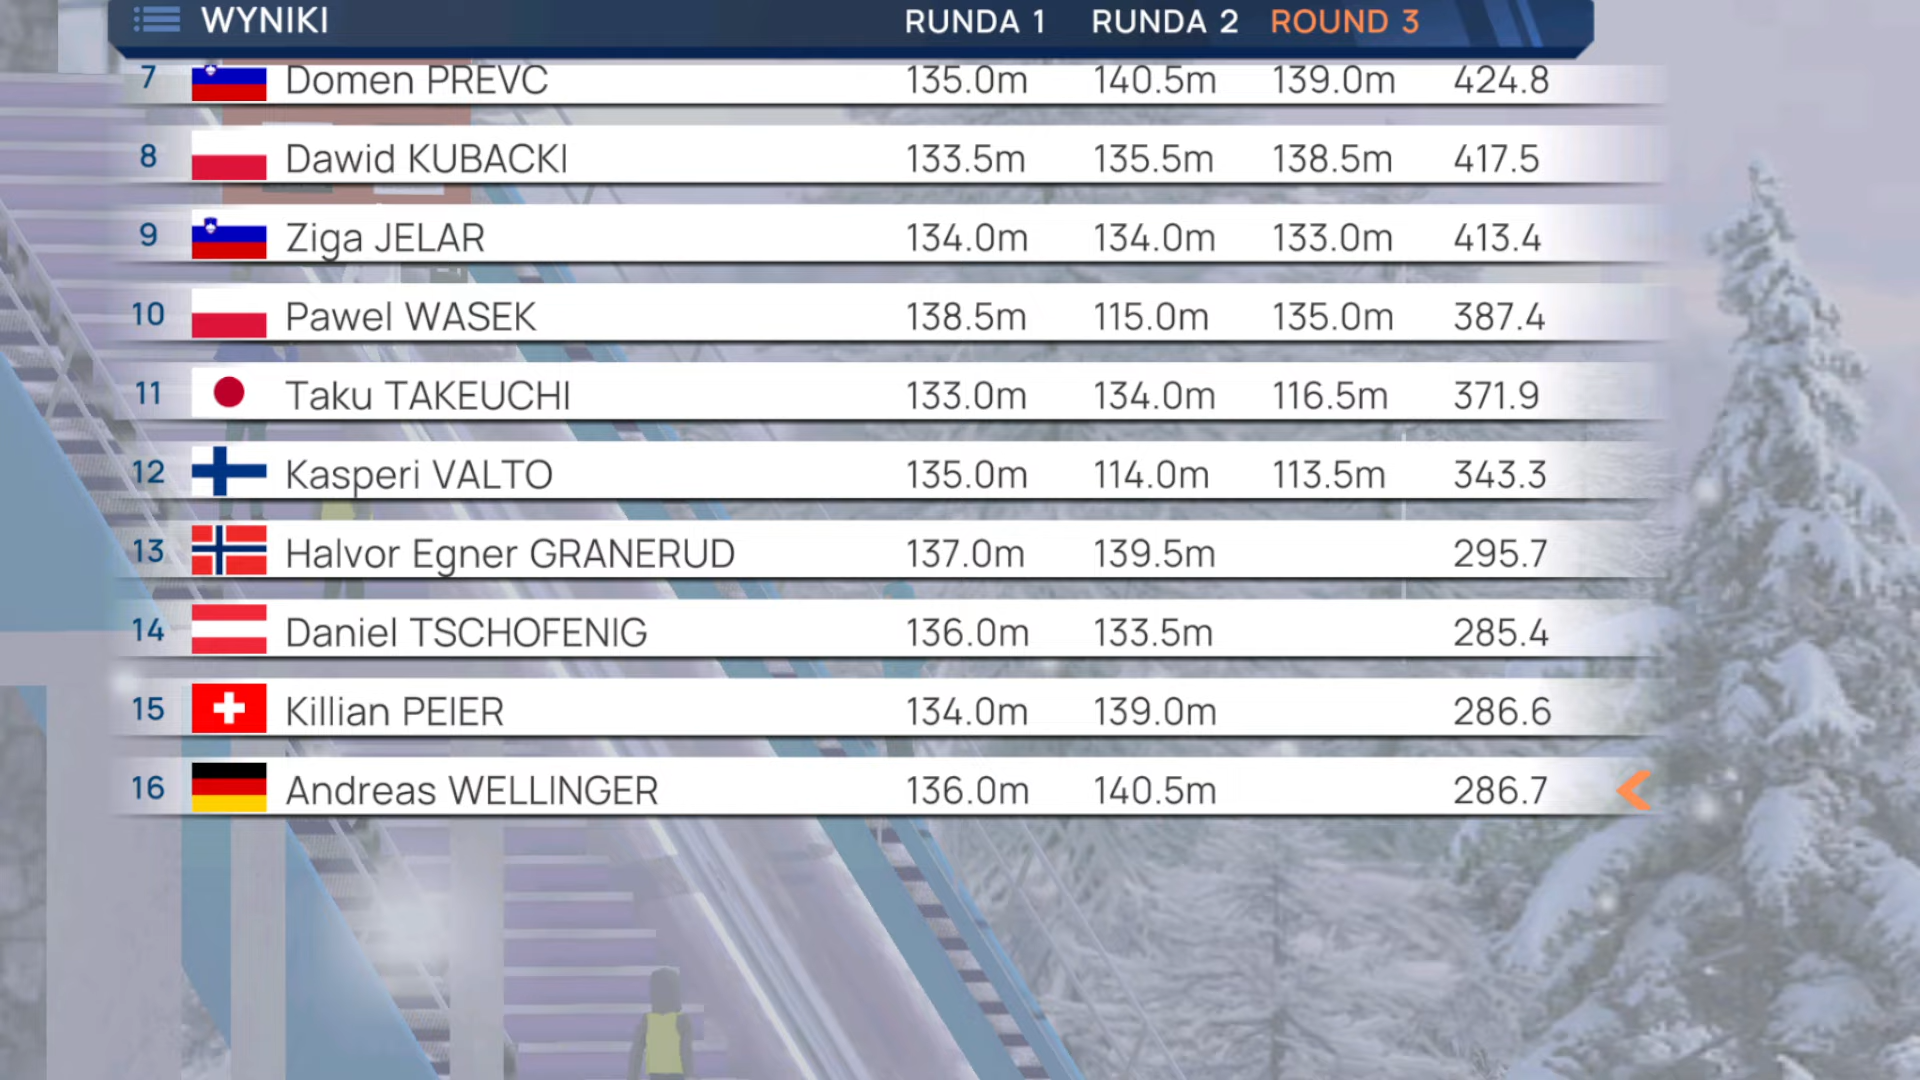 WYNIKI RUNDA 1 RUNDA 2 ROUND 3
7 Domen PREVC 135.0m 140.5m 139.0m 424.8
8 Dawid KUBACKI 133.5m 135.5m 138.5m 417.5
9 Ziga JELAR 134.0m 134.0m 133.0m 413.4
10 Pawel WASEK 138.5m 115.0m 135.0m 387.4
11 Taku TAKEUCHI 133.0m 134.0m 116.5m 371.9
12 Kasperi VALTO 135.0m 114.0m 113.5m 343.3
13 Halvor Egner GRANERUD 137.0m 139.5m 295.7
14 Daniel TSCHOFENIG 136.0m 133.5m 285.4
15 Killian PEIER 134.0m 139.0m 286.6
16 Andreas WELLINGER 136.0m 140.5m 286.7